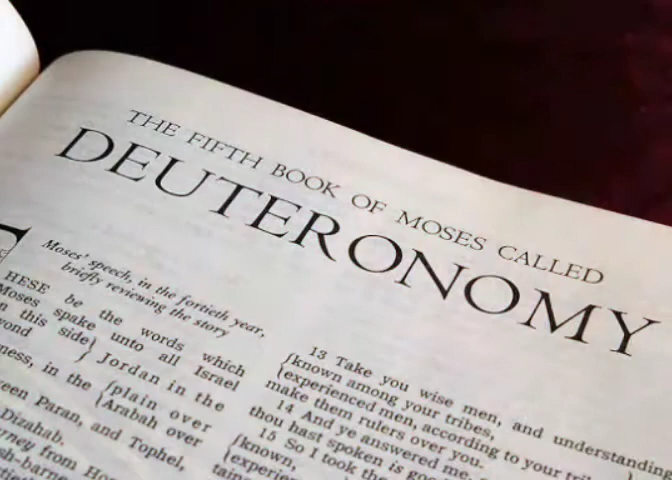 THE FIFTH BOOK OF MOSES CALLED
DEUTERONOMY
Moses' speech, in the fortieth year,
briefly reviewing the story
HESE be the words which
Moses spake unto all Israel
this side} Jordan in the
in the {plain over
{Arabah over
Paran, and Tophel,
Dizahab.
from
13 Take you wise men, and understanding
{known among your tribes,
{experienced men, according to your
make them rulers over you.
14 And ye answered me,
thou hast spoken is
15 So I took the
{known,